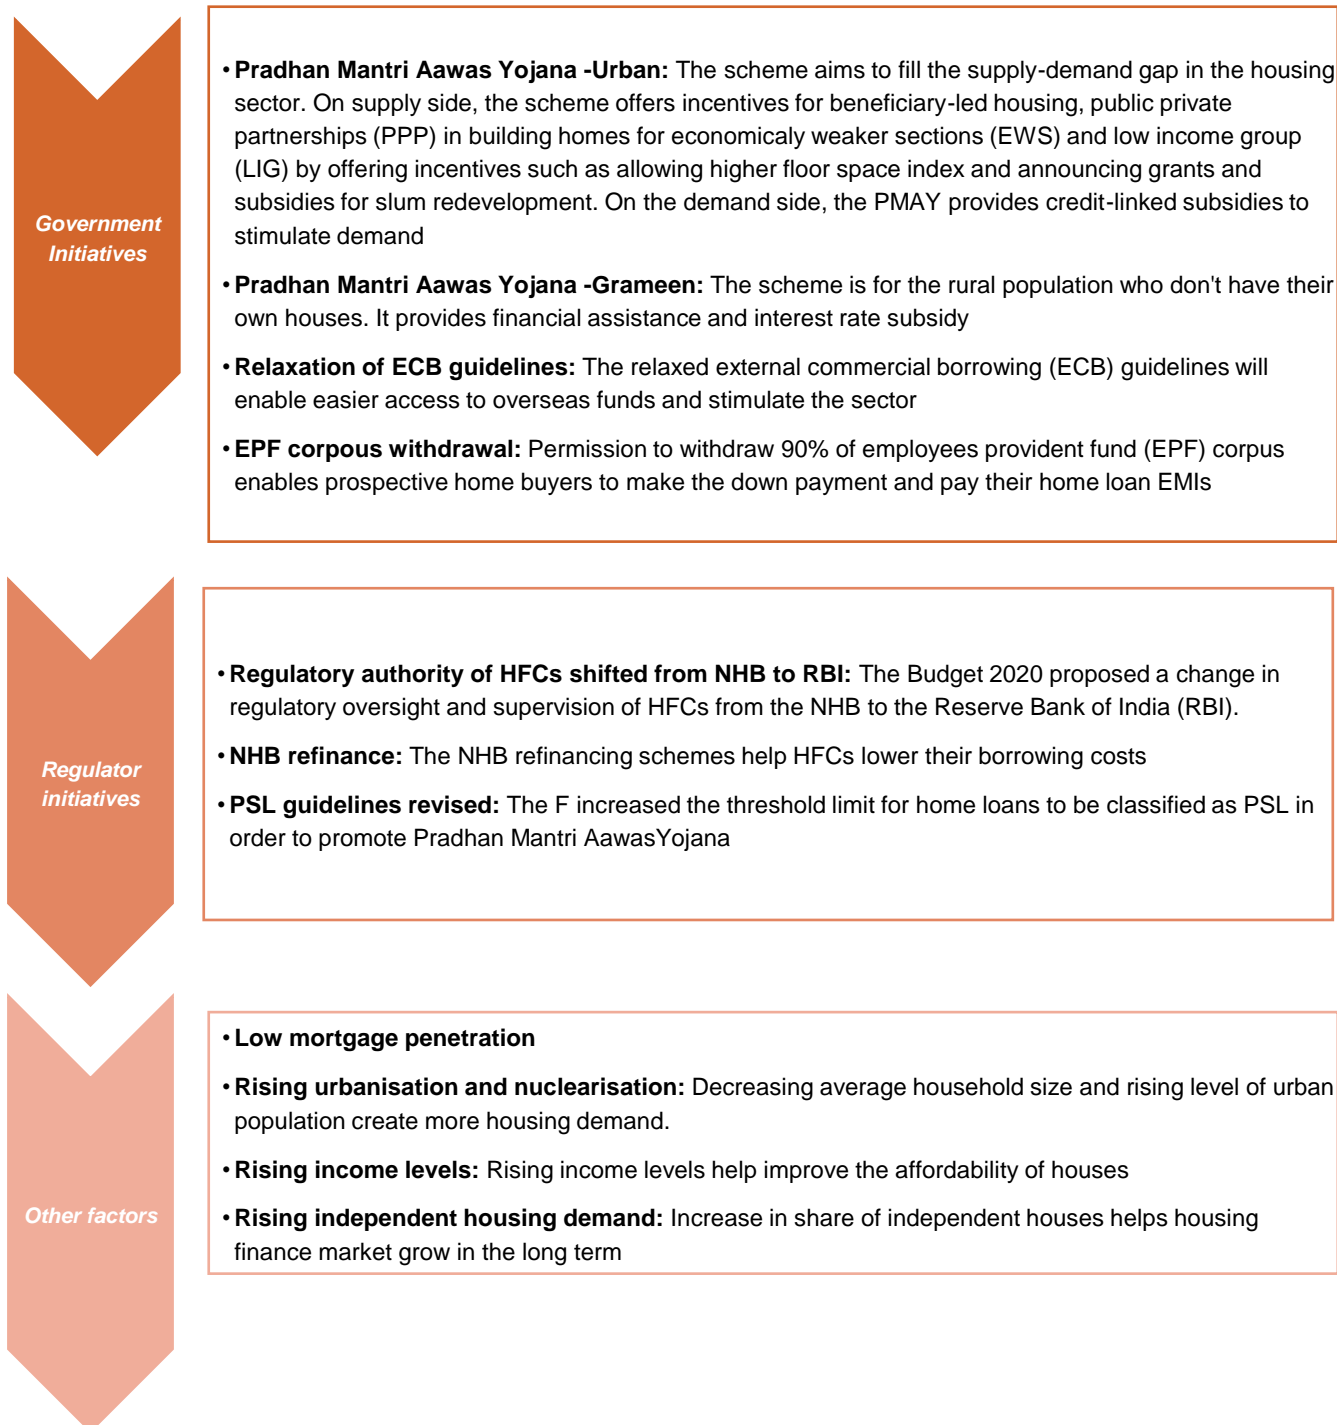 Government
Initiatives
• Pradhan Mantri Aawas Yojana -Urban: The scheme aims to fill the supply-demand gap in the housing
sector. On supply side, the scheme offers incentives for beneficiary-led housing, public private
partnerships (PPP) in building homes for economicaly weaker sections (EWS) and low income group
(LIG) by offering incentives such as allowing higher floor space index and announcing grants and
subsidies for slum redevelopment. On the demand side, the PMAY provides credit-linked subsidies to
stimulate demand
• Pradhan Mantri Aawas Yojana -Grameen: The scheme is for the rural population who don't have their
own houses. It provides financial assistance and interest rate subsidy
• Relaxation of ECB guidelines: The relaxed external commercial borrowing (ECB) guidelines will
enable easier access to overseas funds and stimulate the sector
• EPF corpous withdrawal: Permission to withdraw 90% of employees provident fund (EPF) corpus
enables prospective home buyers to make the down payment and pay their home loan EMIs
Regulator
initiatives
• Regulatory authority of HFCs shifted from NHB to RBI: The Budget 2020 proposed a change in
regulatory oversight and supervision of HFCs from the NHB to the Reserve Bank of India (RBI).
• NHB refinance: The NHB refinancing schemes help HFCs lower their borrowing costs
• PSL guidelines revised: The F increased the threshold limit for home loans to be classified as PSL in
order to promote Pradhan Mantri AawasYojana
Other factors
• Low mortgage penetration
• Rising urbanisation and nuclearisation: Decreasing average household size and rising level of urban
population create more housing demand.
• Rising income levels: Rising income levels help improve the affordability of houses
• Rising independent housing demand: Increase in share of independent houses helps housing
finance market grow in the long term